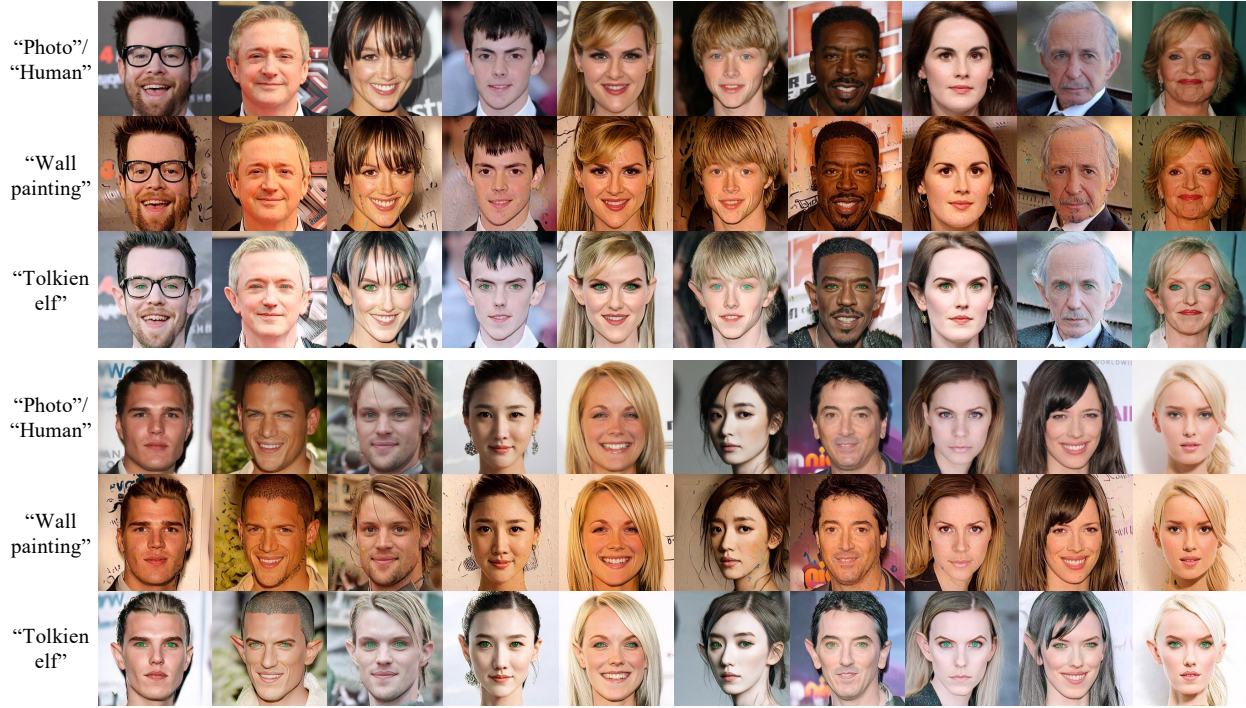 “Photo”/
“Human”
“Wall
painting”
“Tolkien
elf”
“Photo”/
“Human”
“Wall
painting”
“Tolkien
elf”